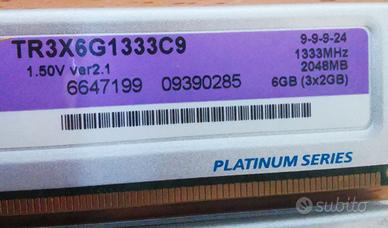 TR3X6G1333C9
1.50V ver2.1
6647199 09390285
9-9-9-24
1333MHz
2048MB
6GB (3x2GB)
PLATINUM SERIES
subito